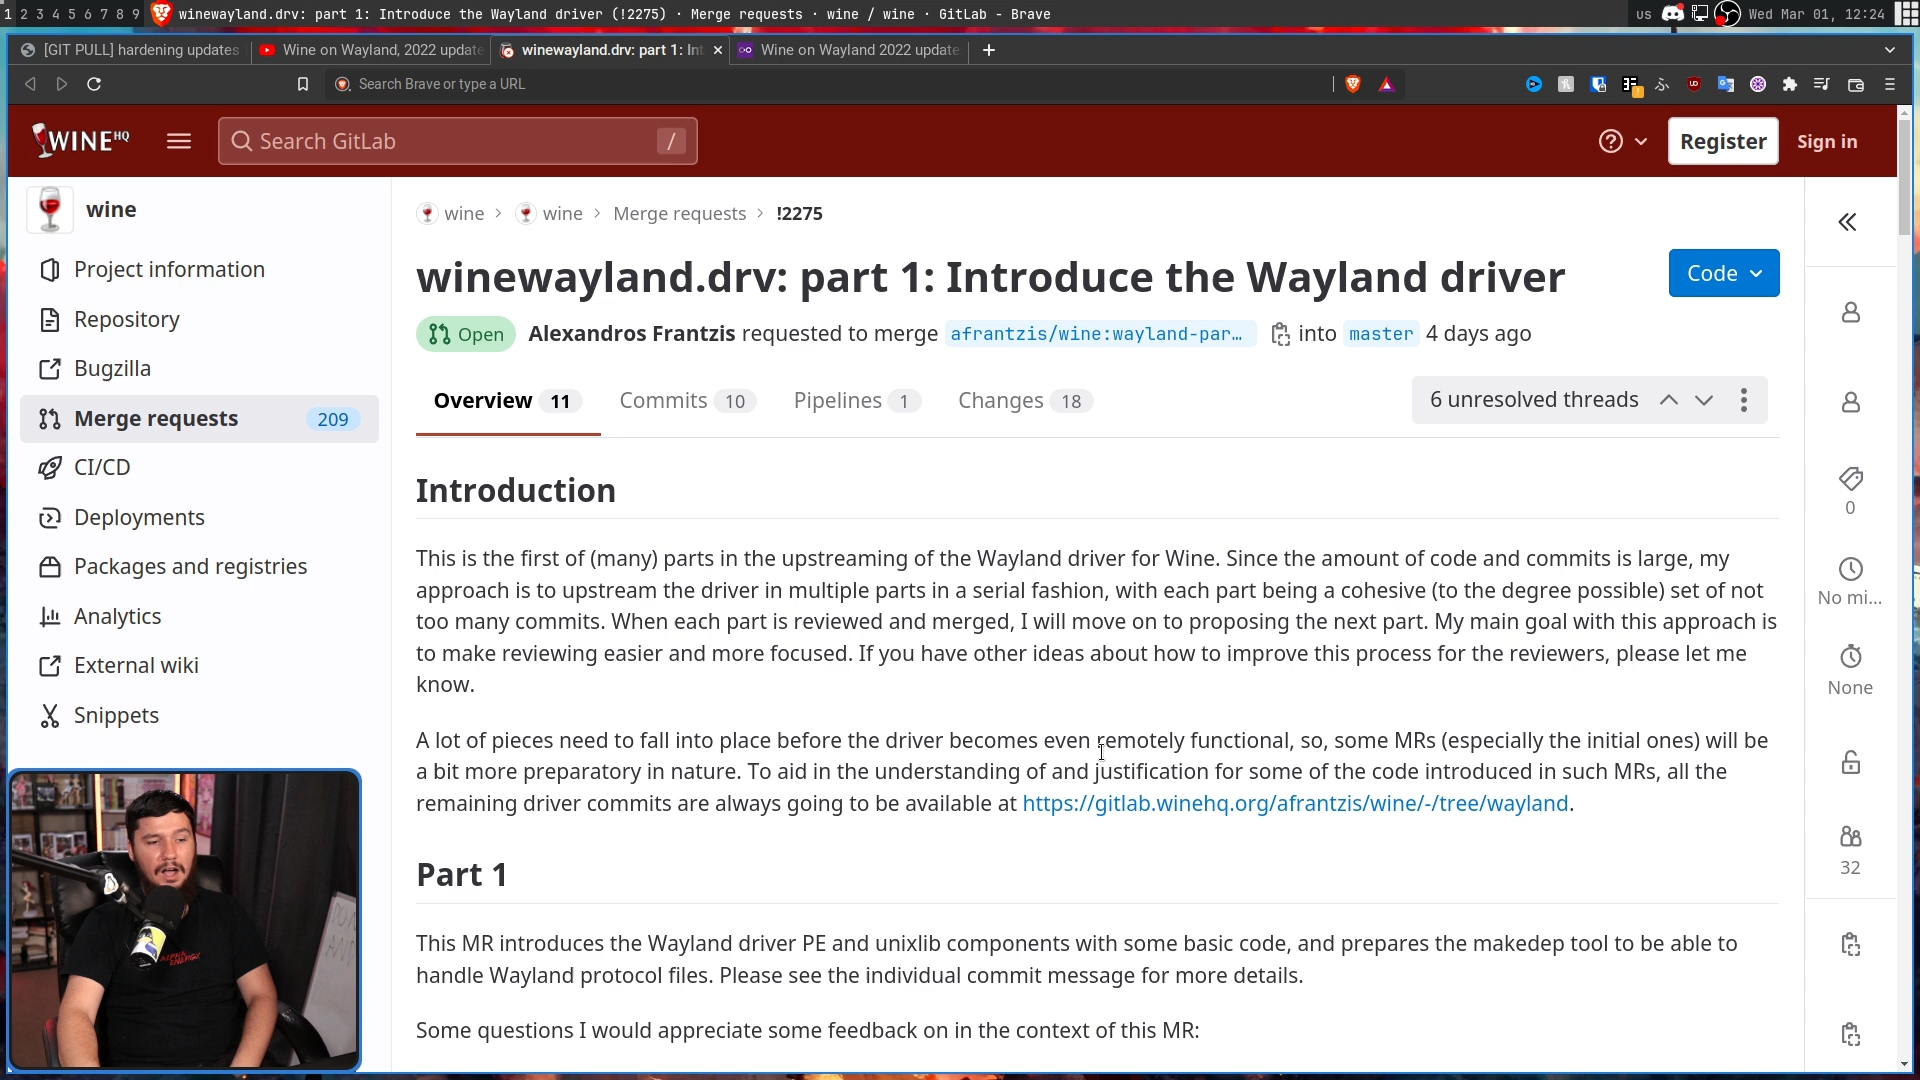 1 2 3 4 5 6 7 8 9 winewayland.drv: part 1: Introduce the Wayland driver (!2275) · Merge requests · wine / wine · GitLab - Brave us Wed Mar 01, 12:24
[GIT PULL] hardening updates Wine on Wayland, 2022 update winewayland.drv: part 1: Int Wine on Wayland 2022 update
Search Brave or type a URL
WINE HQ Search GitLab / Register Sign in
wine
Project information
Repository
Bugzilla
Merge requests 209
CI/CD
Deployments
Packages and registries
Analytics
External wiki
Snippets
wine > wine > Merge requests > !2275
winewayland.drv: part 1: Introduce the Wayland driver Code
Open Alexandros Frantzis requested to merge afrantzis/wine:wayland-par… into master 4 days ago
Overview 11 Commits 10 Pipelines 1 Changes 18 6 unresolved threads
Introduction
This is the first of (many) parts in the upstreaming of the Wayland driver for Wine. Since the amount of code and commits is large, my
approach is to upstream the driver in multiple parts in a serial fashion, with each part being a cohesive (to the degree possible) set of not
too many commits. When each part is reviewed and merged, I will move on to proposing the next part. My main goal with this approach is
to make reviewing easier and more focused. If you have other ideas about how to improve this process for the reviewers, please let me
know.
A lot of pieces need to fall into place before the driver becomes even remotely functional, so, some MRs (especially the initial ones) will be
a bit more preparatory in nature. To aid in the understanding of and justification for some of the code introduced in such MRs, all the
remaining driver commits are always going to be available at https://gitlab.winehq.org/afrantzis/wine/-/tree/wayland.
Part 1
This MR introduces the Wayland driver PE and unixlib components with some basic code, and prepares the makedep tool to be able to
handle Wayland protocol files. Please see the individual commit message for more details.
Some questions I would appreciate some feedback on in the context of this MR:
0
No mi...
None
32